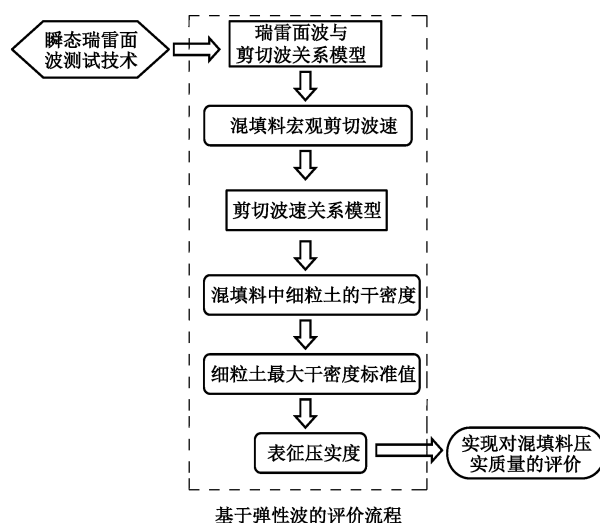 瞬态瑞雷面
波测试技术
瑞雷面波与
剪切波关系模型
混填料宏观剪切波速
剪切波速关系模型
混填料中细粒土的干密度
细粒土最大干密度标准值
表征压实度
实现对混填料压
实质量的评价
基于弹性波的评价流程